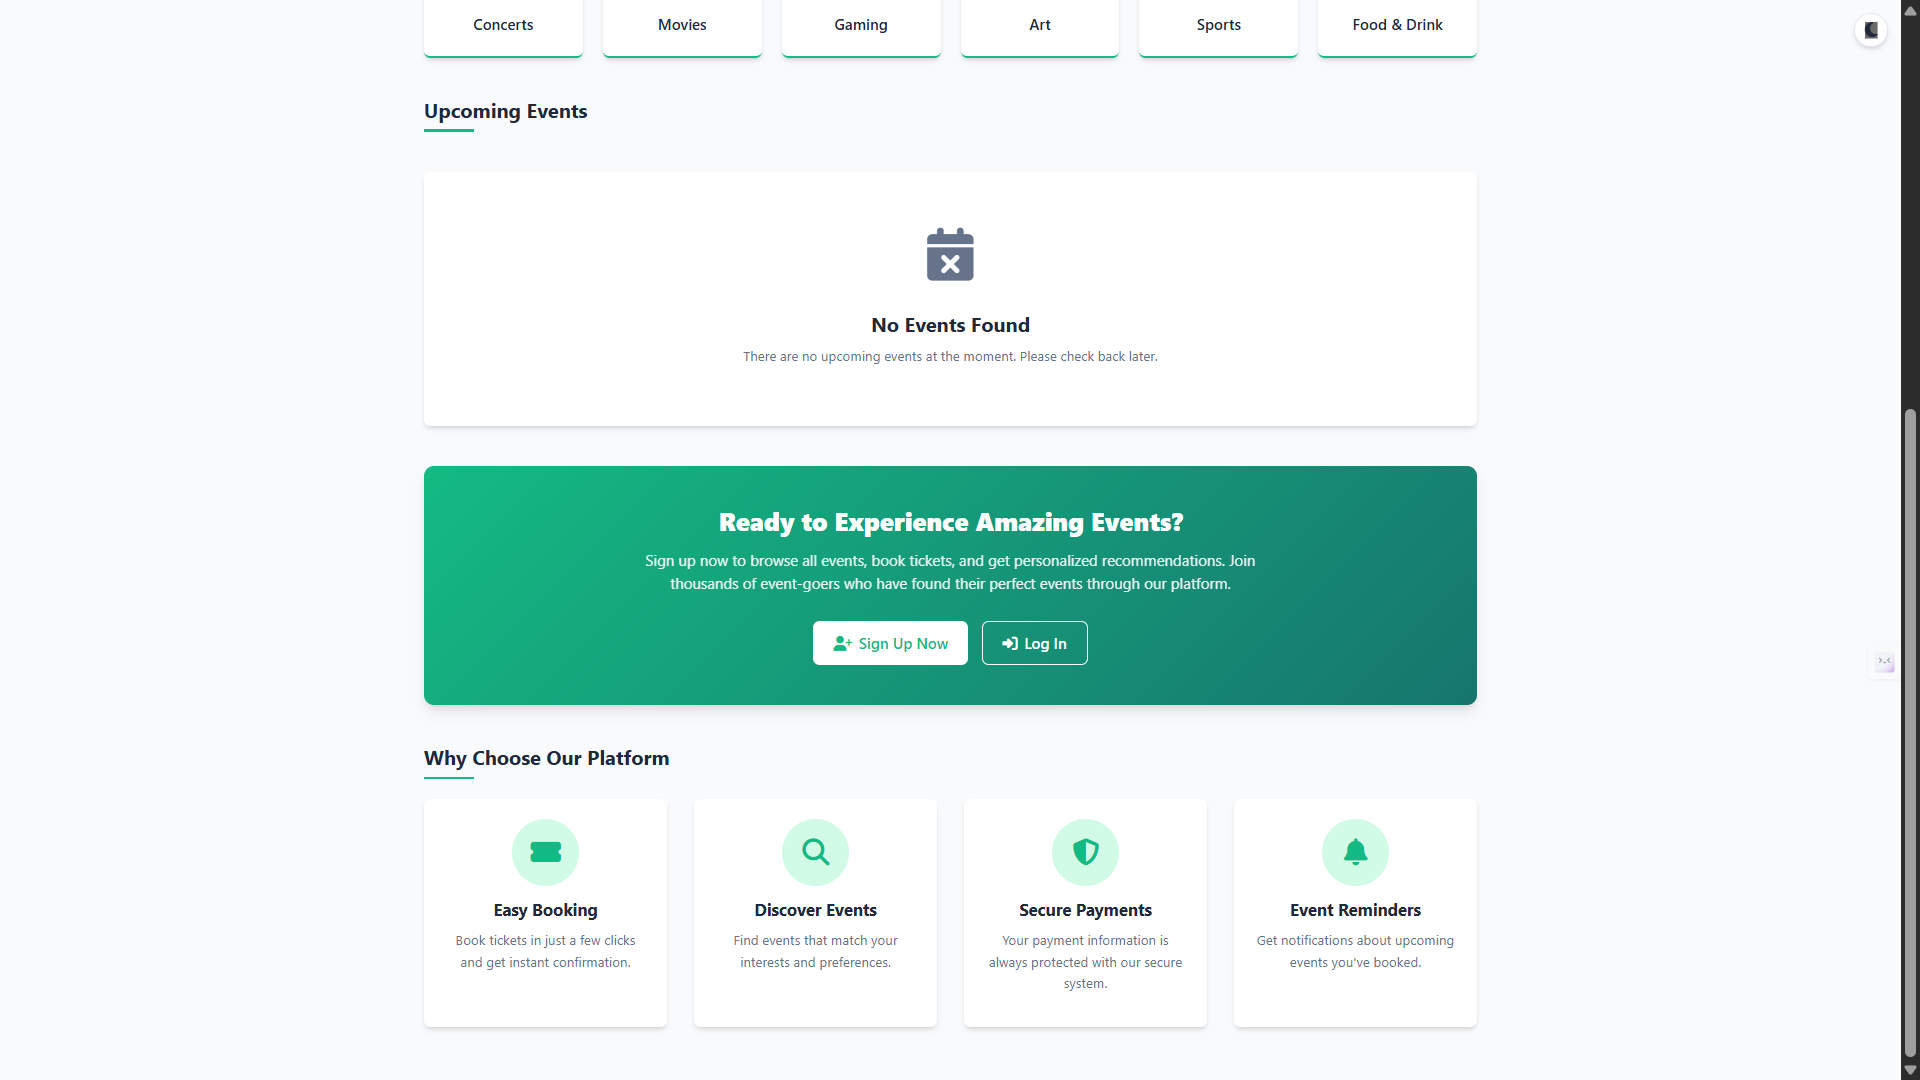 Concerts
Movies
Gaming
Art
Sports
Food & Drink
Upcoming Events
No Events Found
There are no upcoming events at the moment. Please check back later.
Ready to Experience Amazing Events?
Sign up now to browse all events, book tickets, and get personalized recommendations. Join
thousands of event-goers who have found their perfect events through our platform.
Sign Up Now
Log In
Why Choose Our Platform
Easy Booking
Book tickets in just a few clicks
and get instant confirmation.
Discover Events
Find events that match your
interests and preferences.
Secure Payments
Your payment information is
always protected with our secure
system.
Event Reminders
Get notifications about upcoming
events you've booked.